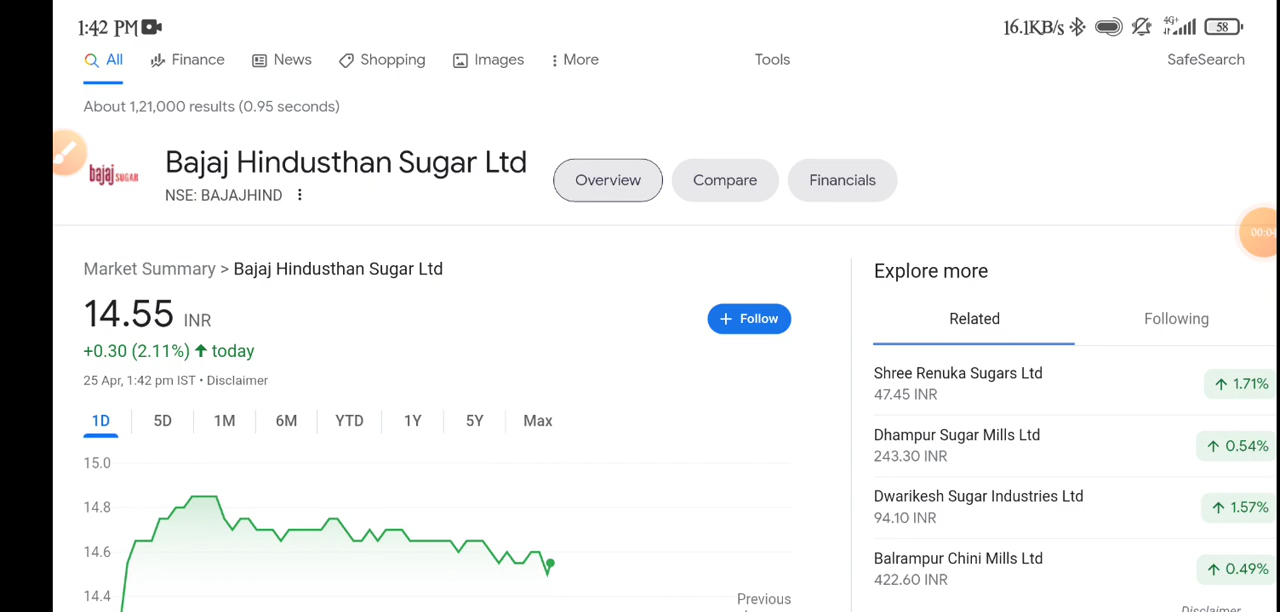 1:42 PM
16.1KB/s 4G+ 58
All Finance News Shopping Images More Tools SafeSearch
About 1,21,000 results (0.95 seconds)
bajaj SUGAR
Bajaj Hindusthan Sugar Ltd
NSE: BAJAJHIND
Overview Compare Financials
00:04
Market Summary > Bajaj Hindusthan Sugar Ltd
14.55 INR
+ Follow
+0.30 (2.11%) ↑ today
25 Apr, 1:42 pm IST • Disclaimer
1D 5D 1M 6M YTD 1Y 5Y Max
15.0
14.8
14.6
14.4
Previous
Explore more
Related Following
Shree Renuka Sugars Ltd
47.45 INR
↑ 1.71%
Dhampur Sugar Mills Ltd
243.30 INR
↑ 0.54%
Dwarikesh Sugar Industries Ltd
94.10 INR
↑ 1.57%
Balrampur Chini Mills Ltd
422.60 INR
↑ 0.49%
Disclaimer